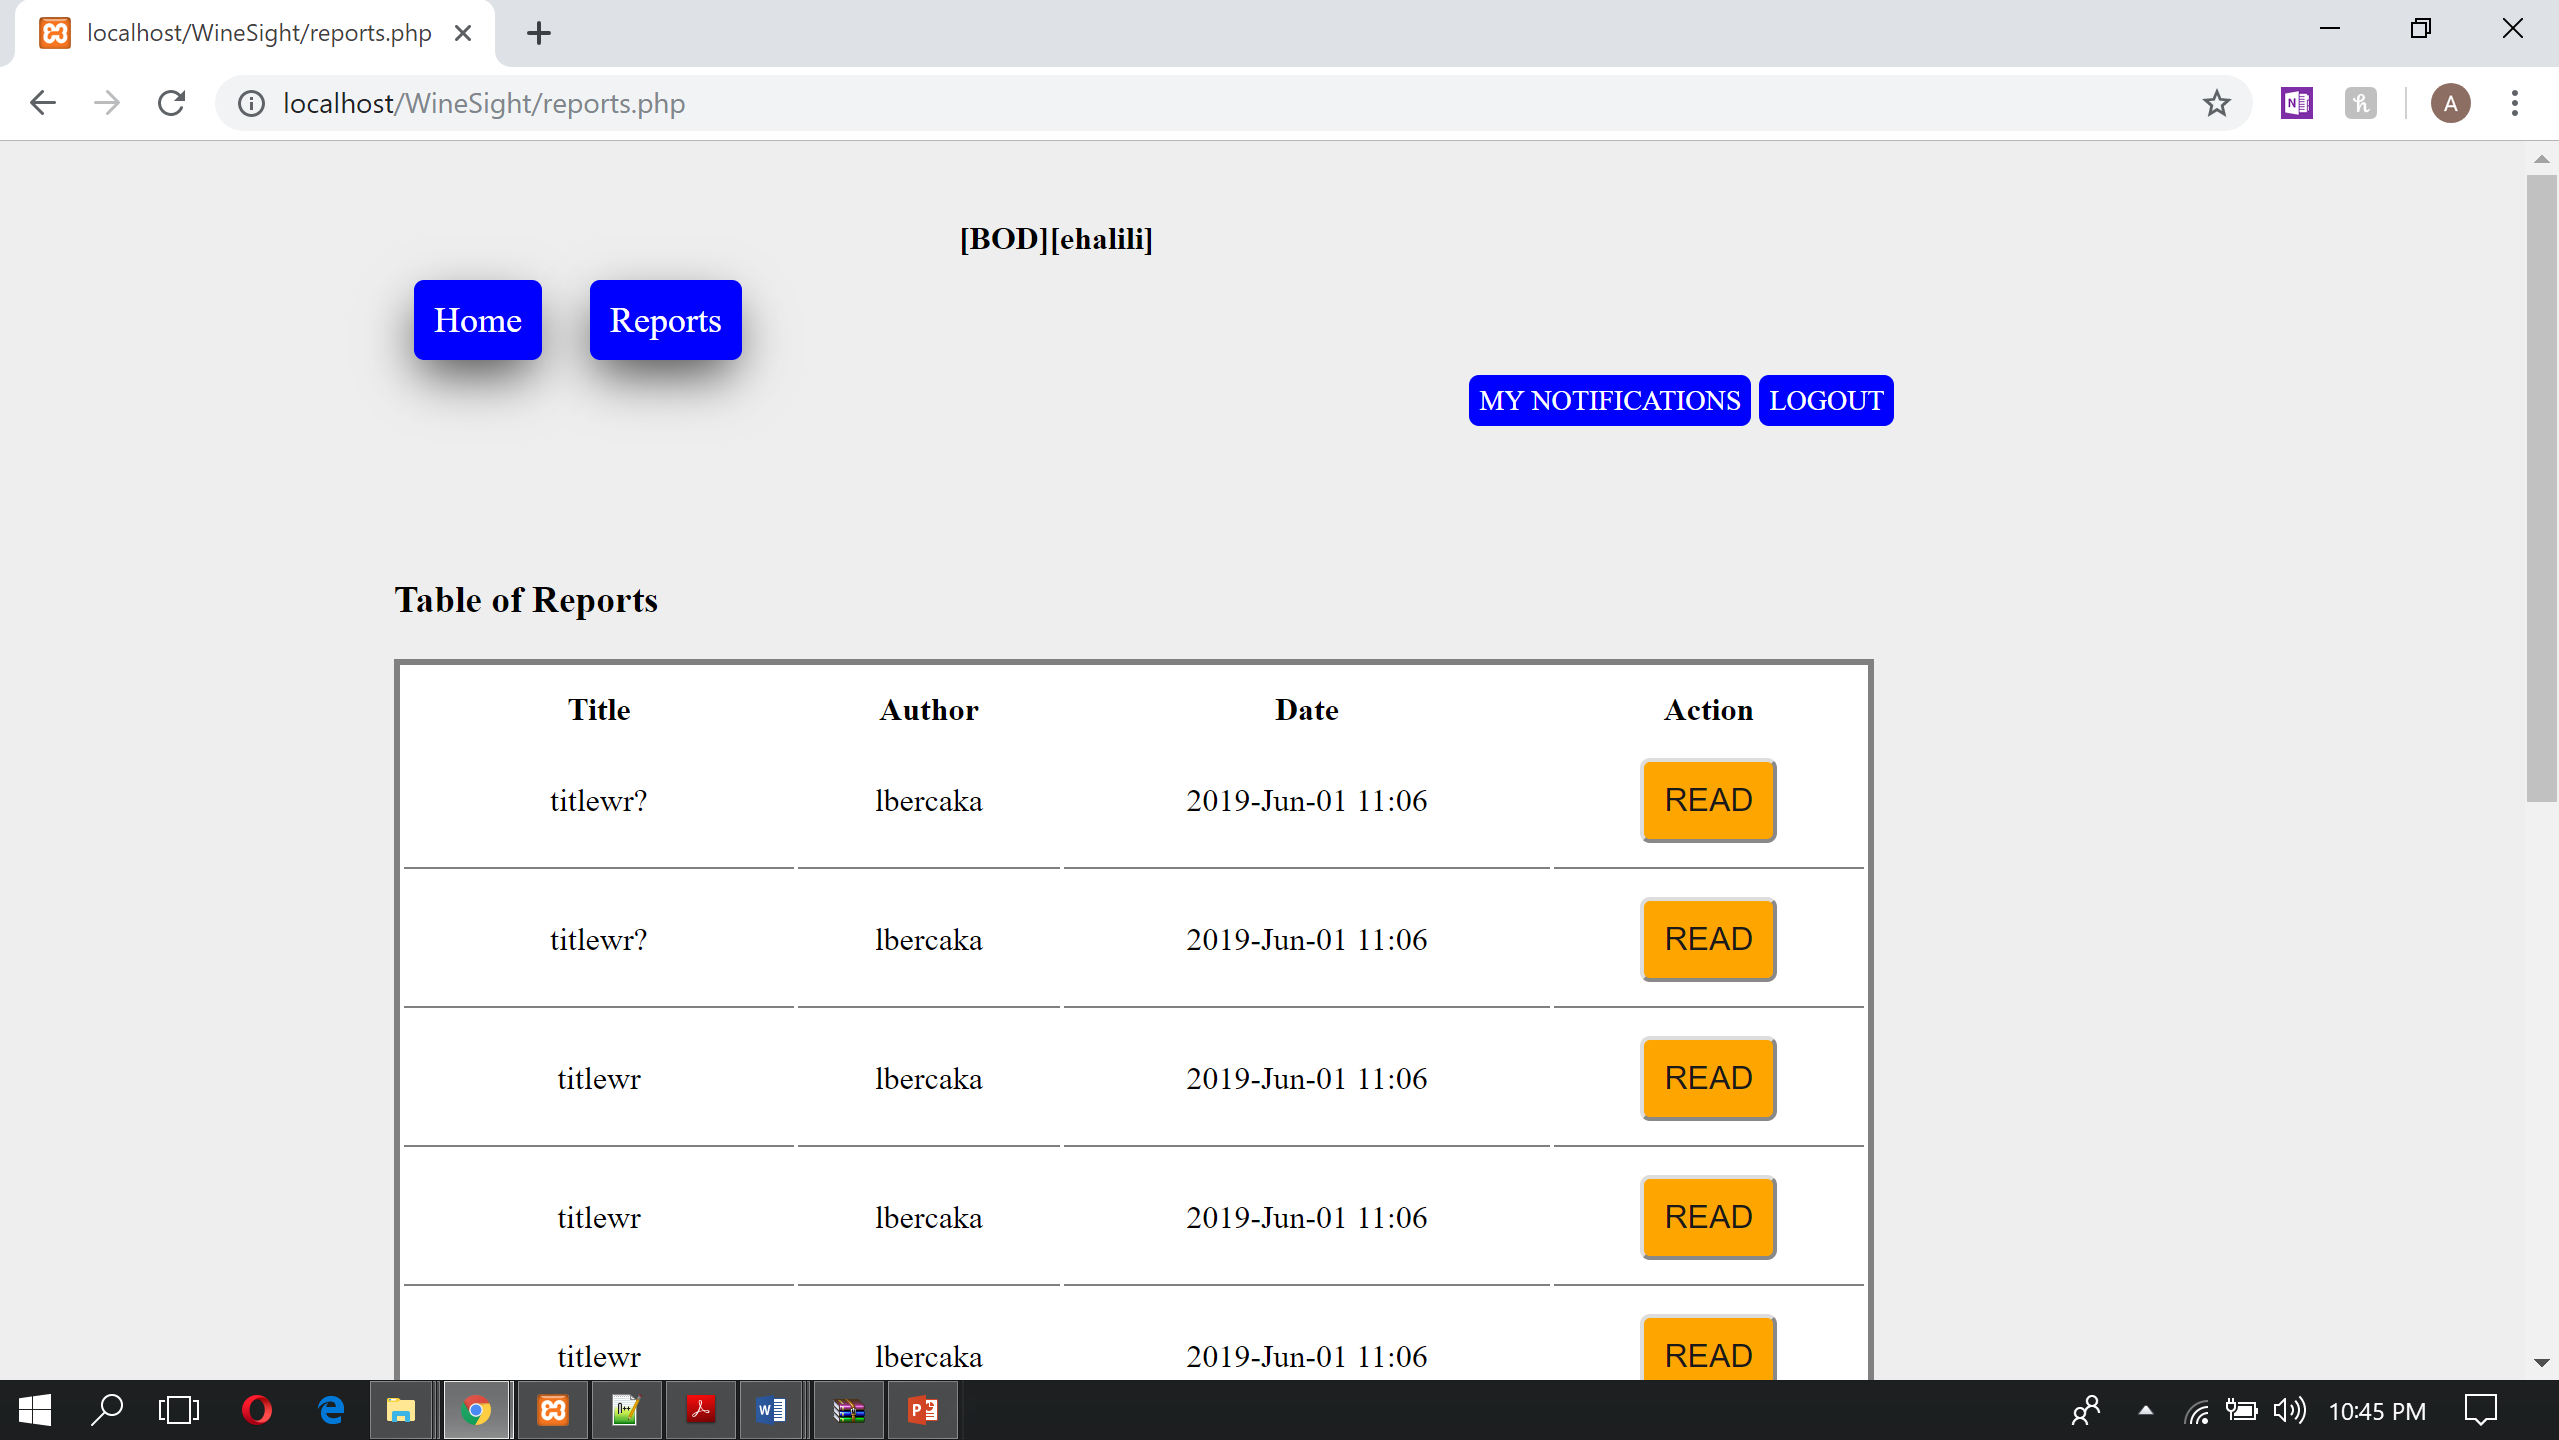 localhost/WineSight/reports.php
localhost/WineSight/reports.php
A
[BOD][ehalili]
Home Reports
MY NOTIFICATIONS LOGOUT
Table of Reports
Title Author Date Action
titlewr? lbercaka 2019-Jun-01 11:06 READ
titlewr? lbercaka 2019-Jun-01 11:06 READ
titlewr lbercaka 2019-Jun-01 11:06 READ
titlewr lbercaka 2019-Jun-01 11:06 READ
titlewr lbercaka 2019-Jun-01 11:06 READ
10:45 PM